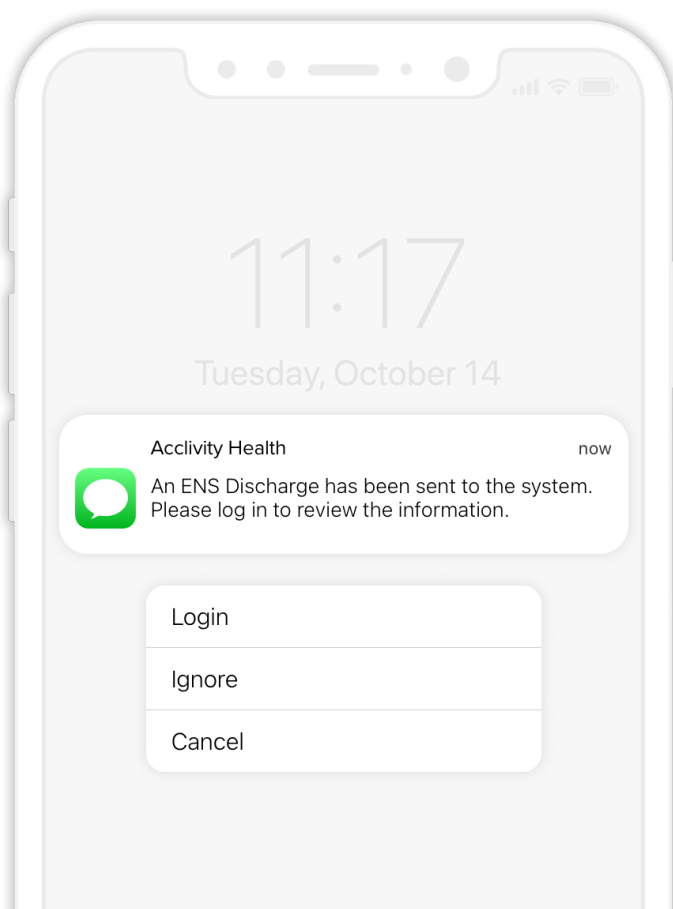 11:17
Tuesday, October 14
Acclivity Health
now
An ENS Discharge has been sent to the system.
Please log in to review the information.
Login
Ignore
Cancel